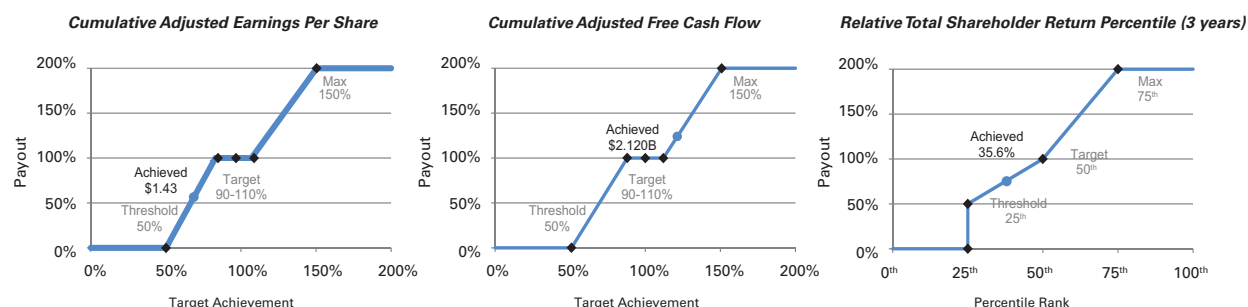 Cumulative Adjusted Earnings Per Share
200%
150%
100%
50%
0%
Payout
Max
150%
Achieved
$1.43
Target
90-110%
Threshold
50%
0% 50% 100% 150% 200%
Target Achievement
Cumulative Adjusted Free Cash Flow
200%
150%
100%
50%
0%
Payout
Max
150%
Achieved
$2.120B
Target
90-110%
Threshold
50%
0% 50% 100% 150% 200%
Target Achievement
Relative Total Shareholder Return Percentile (3 years)
200%
150%
100%
50%
0%
Payout
Max
75th
Achieved
35.6%
Target
50th
Threshold
25th
0th 25th 50th 75th 100th
Percentile Rank